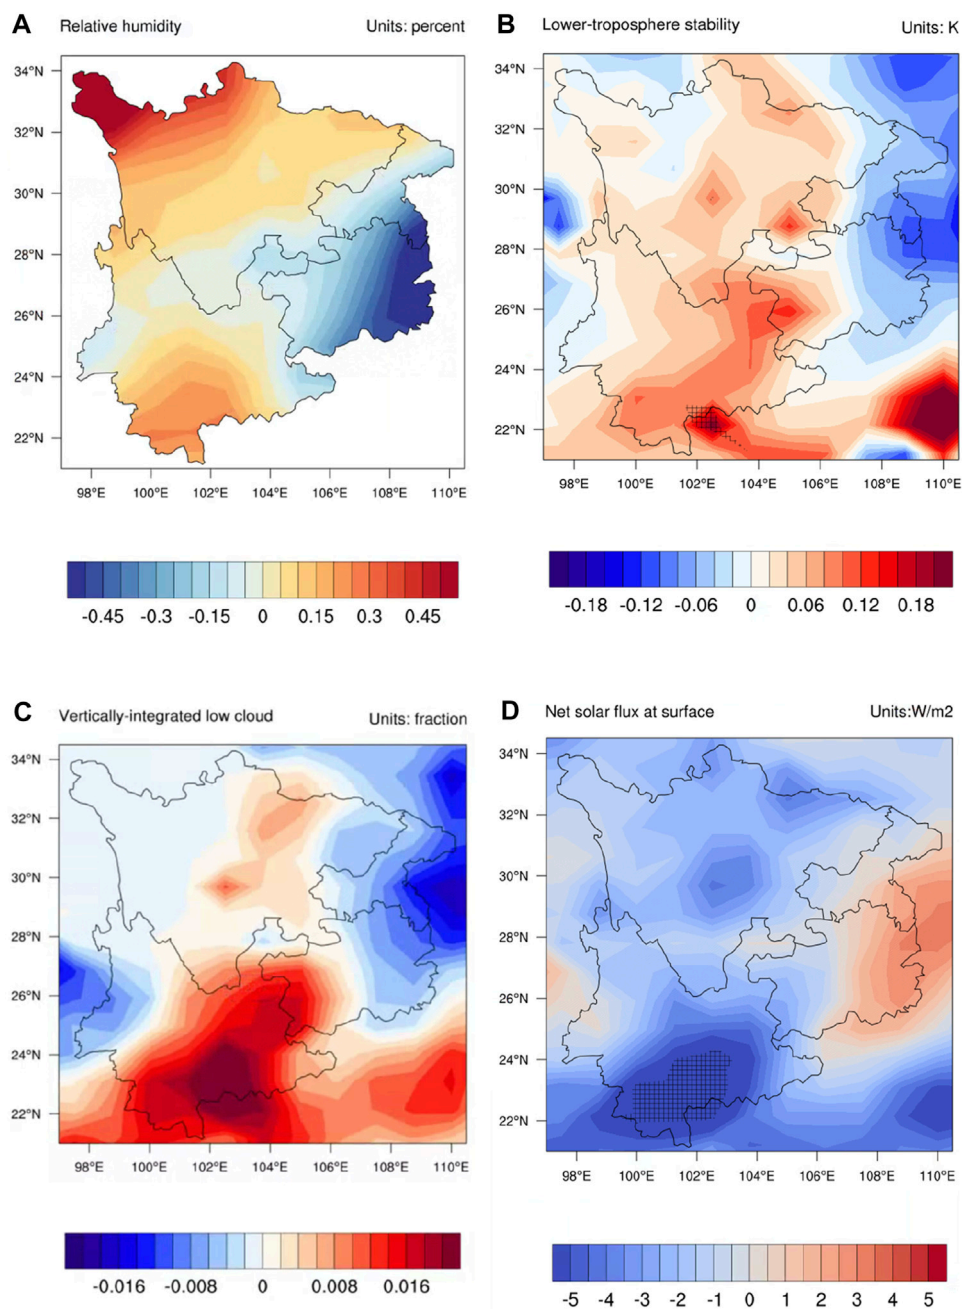 A Relative humidity Units: percent
34°N
32°N
30°N
28°N
26°N
24°N
22°N
98°E 100°E 102°E 104°E 106°E 108°E 110°E
-0.45 -0.3 -0.15 0 0.15 0.3 0.45
B Lower-troposphere stability Units: K
34°N
32°N
30°N
28°N
26°N
24°N
22°N
98°E 100°E 102°E 104°E 106°E 108°E 110°E
-0.18 -0.12 -0.06 0 0.06 0.12 0.18
C Vertically-integrated low cloud Units: fraction
34°N
32°N
30°N
28°N
26°N
24°N
22°N
98°E 100°E 102°E 104°E 106°E 108°E 110°E
-0.016 -0.008 0 0.008 0.016
D Net solar flux at surface Units:W/m2
34°N
32°N
30°N
28°N
26°N
24°N
22°N
98°E 100°E 102°E 104°E 106°E 108°E 110°E
-5 -4 -3 -2 -1 0 1 2 3 4 5